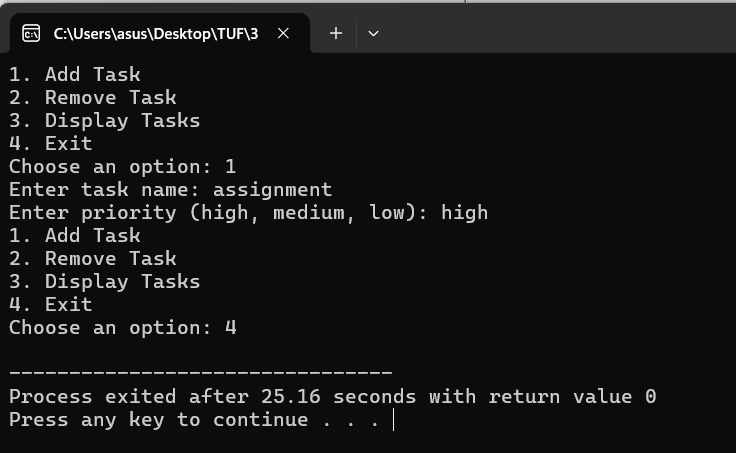 C:\Users\asus\Desktop\TUF\3
1. Add Task
2. Remove Task
3. Display Tasks
4. Exit
Choose an option: 1
Enter task name: assignment
Enter priority (high, medium, low): high
1. Add Task
2. Remove Task
3. Display Tasks
4. Exit
Choose an option: 4
--------------------------------
Process exited after 25.16 seconds with return value 0
Press any key to continue . . .